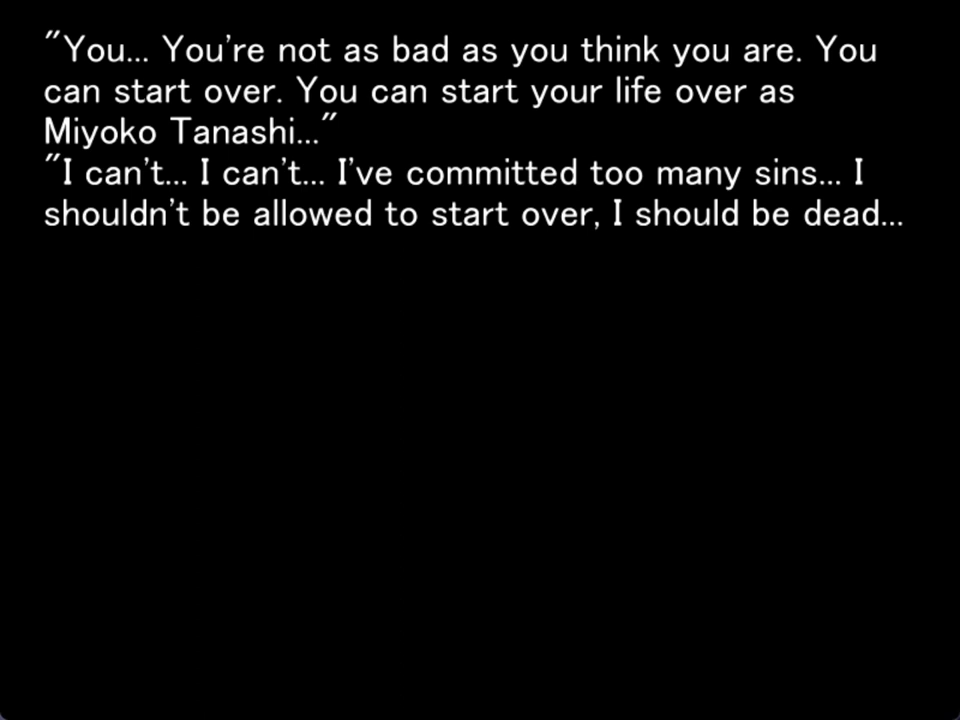 "You... You're not as bad as you think you are. You
can start over. You can start your life over as
Miyoko Tanashi..."
"I can't... I can't... I've committed too many sins... I
shouldn't be allowed to start over, I should be dead...